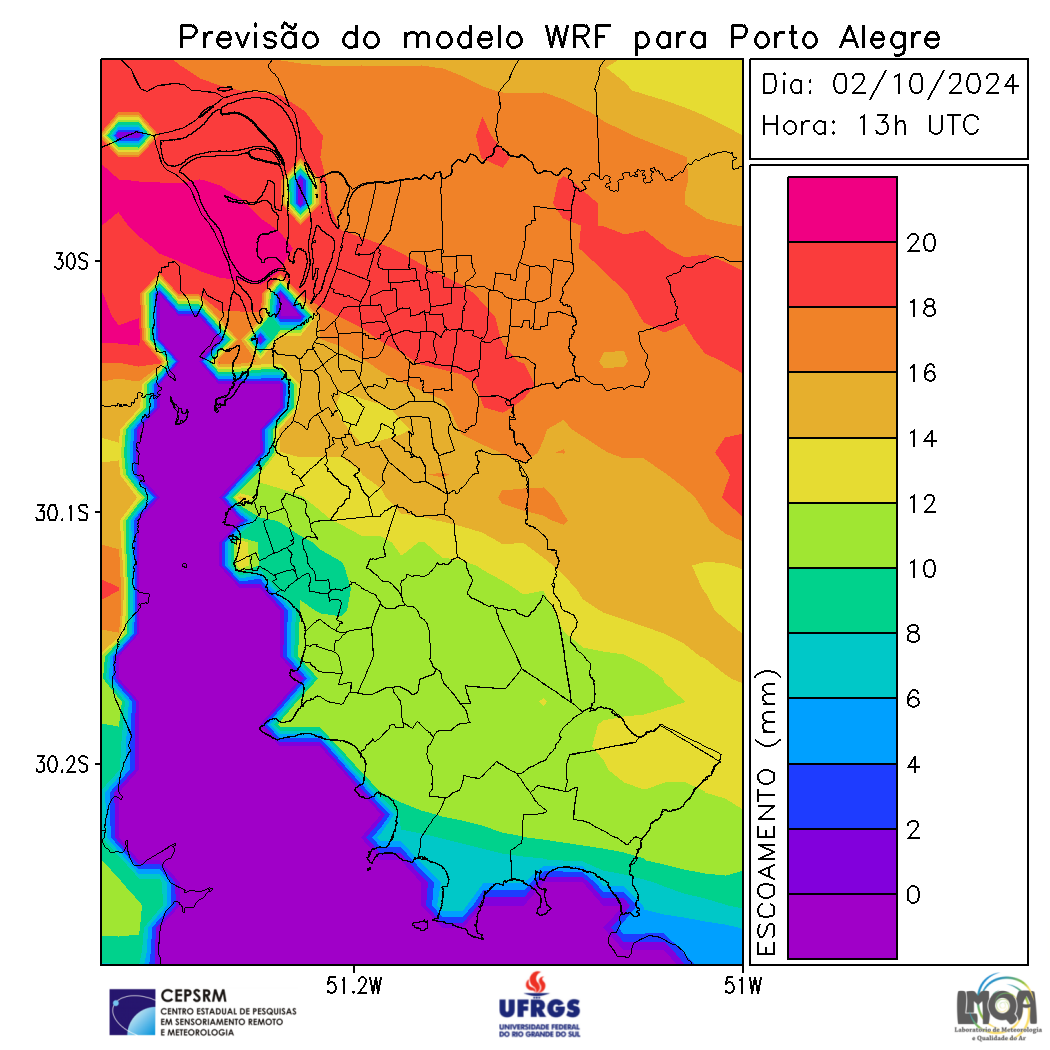 Previsão do modelo WRF para Porto Alegre
Dia: 02/10/2024
Hora: 13h UTC
30S
30.1S
30.2S
51.2W
51W
ESCOAMENTO (mm)
20
18
16
14
12
10
8
6
4
2
0
CEPSRM
CENTRO ESTADUAL DE PESQUISAS
EM SENSORIAMENTO REMOTO
E METEOROLOGIA
UFRGS
UNIVERSIDADE FEDERAL
DO RIO GRANDE DO SUL
LMQA
Laboratório de Meteorologia
e Qualidade do Ar